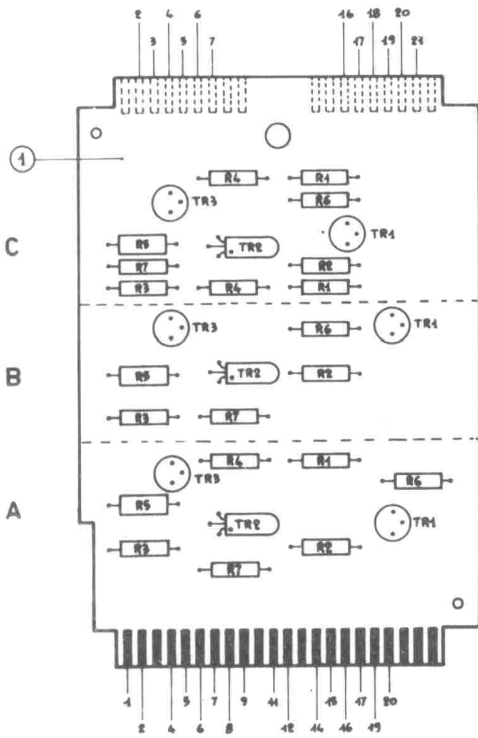 2 4 6 16 18 20
3 5 7 17 19 21
1
R4 R1
TR3 R6
C R5 TR2 TR1
R7 R2
R3 R4 R1
TR3 R6 TR1
B R5 TR2 R2
R3 R7
R4 R1
TR3 R6
A R5
TR2 TR1
R3 R2
R7
1 3 5 7 9 11 15 17 20
2 4 6 8 12 14 16 19